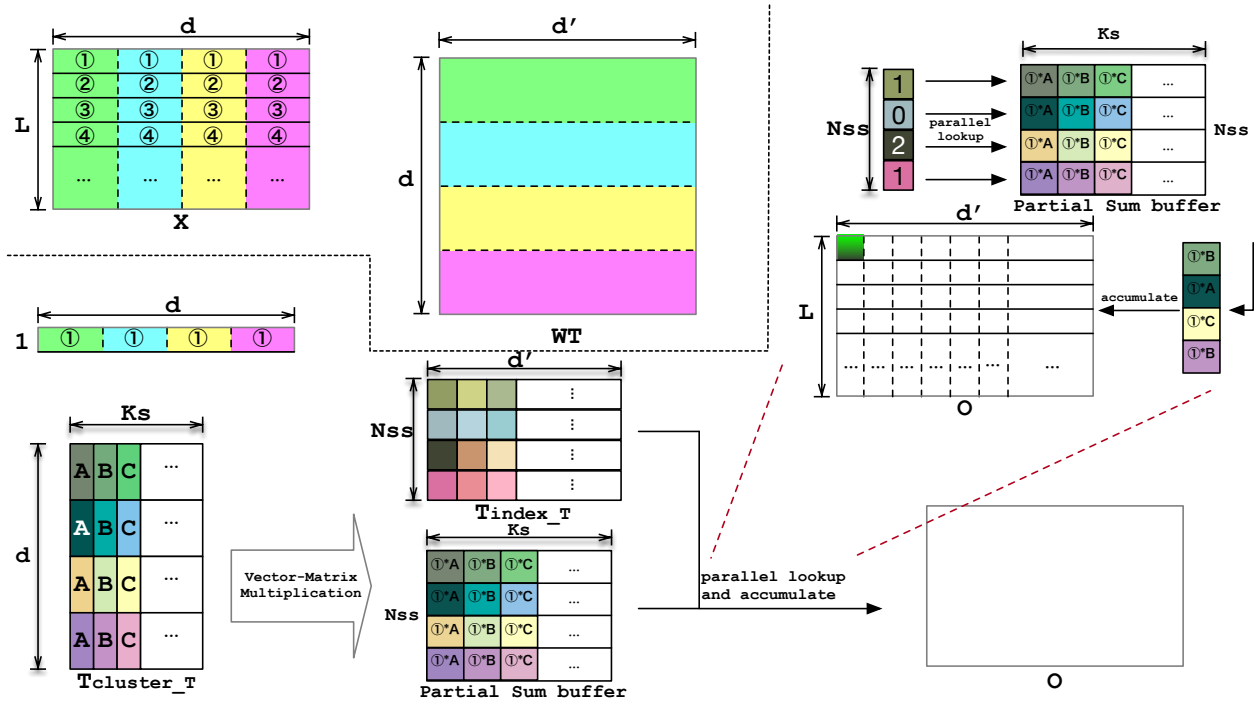 d
① ① ① ①
② ② ② ②
③ ③ ③ ③
④ ④ ④ ④
... ... ... ...
L
X
d′
d
WT
Ks
1
0
2
1
Nss
parallel
lookup
①*A ①*B ①*C ...
①*A ①*B ①*C ...
①*A ①*B ①*C ...
①*A ①*B ①*C ...
Nss
Partial Sum buffer
d′
L
... ... ... ... ... ... ...
O
accumulate
①*B
①*A
①*C
①*B
d
1 ① ① ① ①
Ks
d
A B C ...
A B C ...
A B C ...
A B C ...
Tcluster_T
Vector-Matrix
Multiplication
d′
Nss
⋮
⋮
⋮
⋮
Tindex_T
Ks
Nss
①*A ①*B ①*C ...
①*A ①*B ①*C ...
①*A ①*B ①*C ...
①*A ①*B ①*C ...
Partial Sum buffer
parallel lookup
and accumulate
O